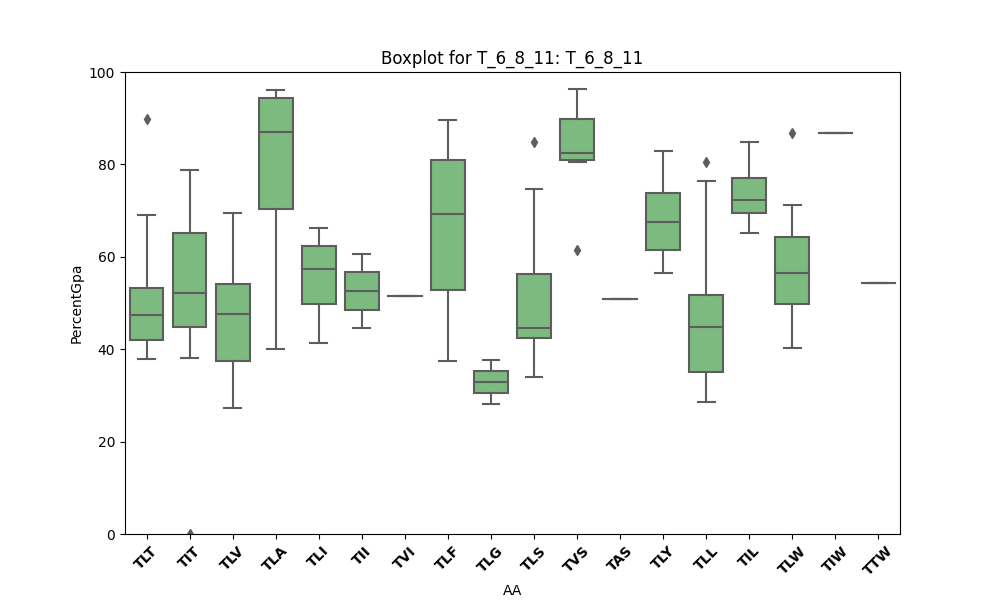 Boxplot for T_6_8_11: T_6_8_11
100
80
60
40
20
0
PercentGpa
TLT TIT TLV TLA TLI TII TVI TLF TLG TLS TVS TAS TLY TLL TIL TLW TIW TTW
AA